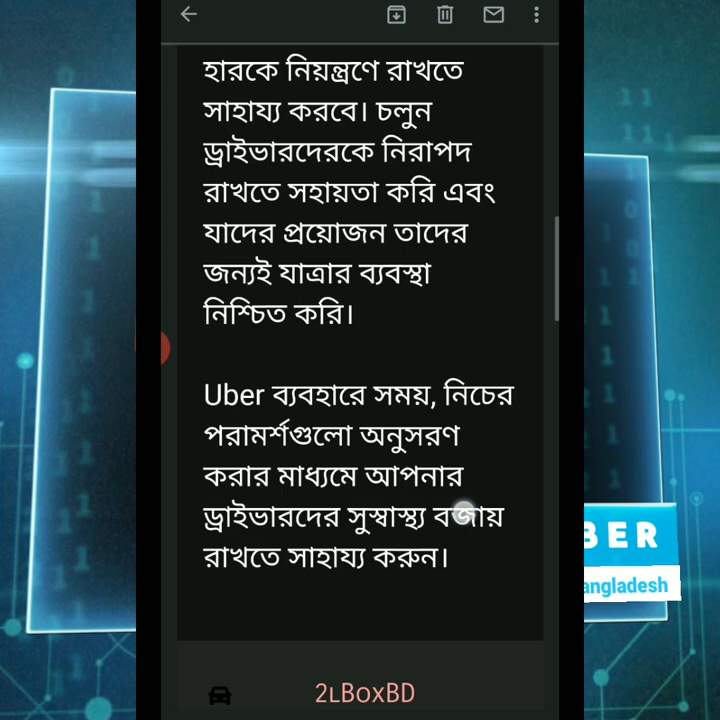 হারকে নিয়ন্ত্রণে রাখতে
সাহায্য করবে। চলুন
ড্রাইভারদেরকে নিরাপদ
রাখতে সহায়তা করি এবং
যাদের প্রয়োজন তাদের
জন্যই যাত্রার ব্যবস্থা
নিশ্চিত করি।
Uber ব্যবহারে সময়, নিচের
পরামর্শগুলো অনুসরণ
করার মাধ্যমে আপনার
ড্রাইভারদের সুস্বাস্থ্য বজায়
রাখতে সাহায্য করুন।
BER
angladesh
2LBoxBD